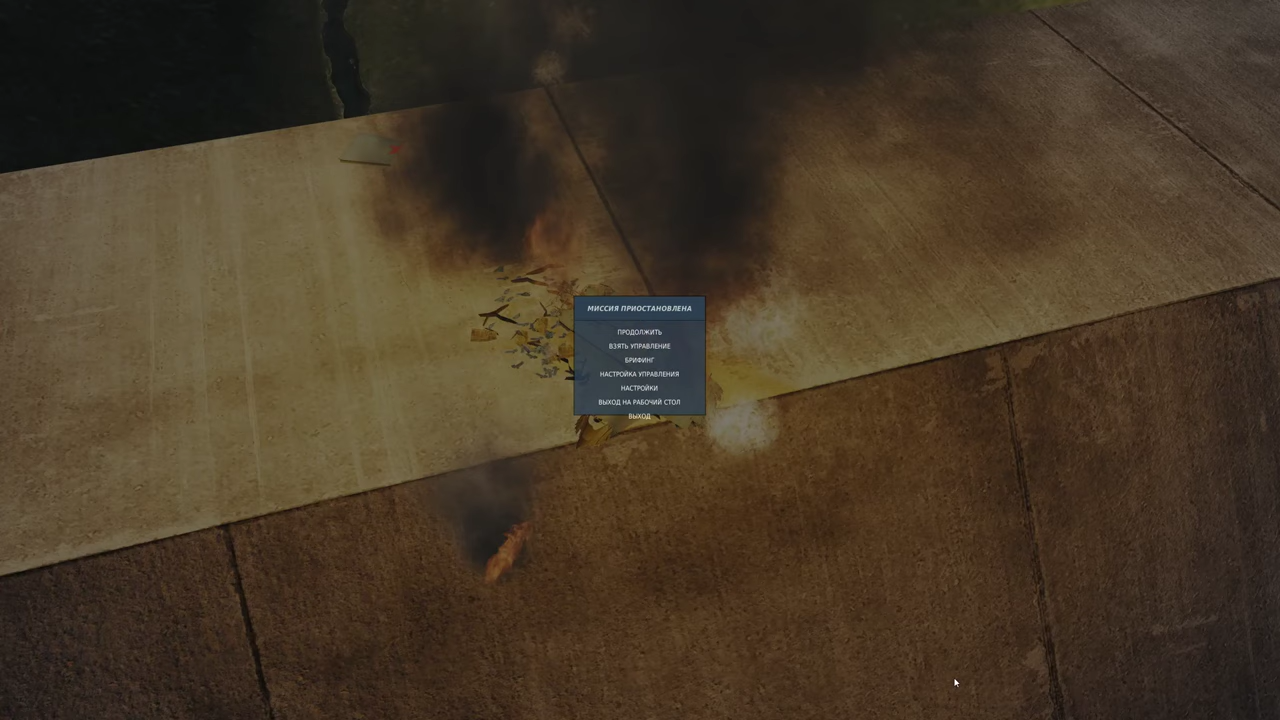 МИССИЯ ПРИОСТАНОВЛЕНА
ПРОДОЛЖИТЬ
ВЗЯТЬ УПРАВЛЕНИЕ
БРИФИНГ
НАСТРОЙКА УПРАВЛЕНИЯ
НАСТРОЙКИ
ВЫХОД НА РАБОЧИЙ СТОЛ
ВЫХОД